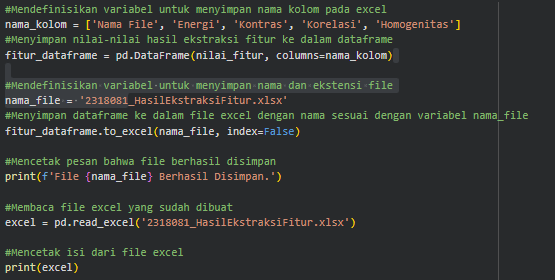 #Mendefinisikan variabel untuk menyimpan nama kolom pada excel
nama_kolom = ['Nama File', 'Energi', 'Kontras', 'Korelasi', 'Homogenitas']
#Menyimpan nilai-nilai hasil ekstraksi fitur ke dalam dataframe
fitur_dataframe = pd.DataFrame(nilai_fitur, columns=nama_kolom)
#Mendefinisikan variabel untuk menyimpan nama dan ekstensi file
nama_file = '2318081_HasilEkstraksiFitur.xlsx'
#Menyimpan dataframe ke dalam file excel dengan nama sesuai dengan variabel nama_file
fitur_dataframe.to_excel(nama_file, index=False)
#Mencetak pesan bahwa file berhasil disimpan
print(f'File {nama_file} Berhasil Disimpan.')
#Membaca file excel yang sudah dibuat
excel = pd.read_excel('2318081_HasilEkstraksiFitur.xlsx')
#Mencetak isi dari file excel
print(excel)